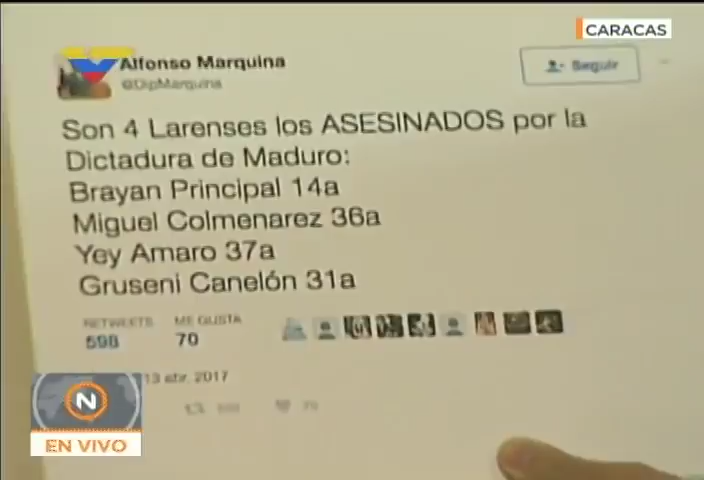 CARACAS
Alfonso Marquina
@DipMarquina
Seguir
Son 4 Larenses los ASESINADOS por la
Dictadura de Maduro:
Brayan Principal 14a
Miguel Colmenarez 36a
Yey Amaro 37a
Gruseni Canelón 31a
RETWEETS ME GUSTA
598 70
13 abr. 2017
N
EN VIVO